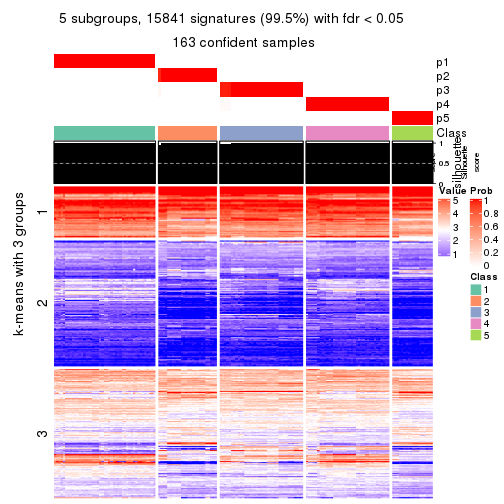 5 subgroups, 15841 signatures (99.5%) with fdr < 0.05
163 confident samples
p1
p2
p3
p4
p5
Class
1
0.5
0
silhouette
Silhouette
score
k-means with 3 groups
1
2
3
Value
5
4
3
2
1
Prob
1
0.8
0.6
0.4
0.2
0
Class
1
2
3
4
5